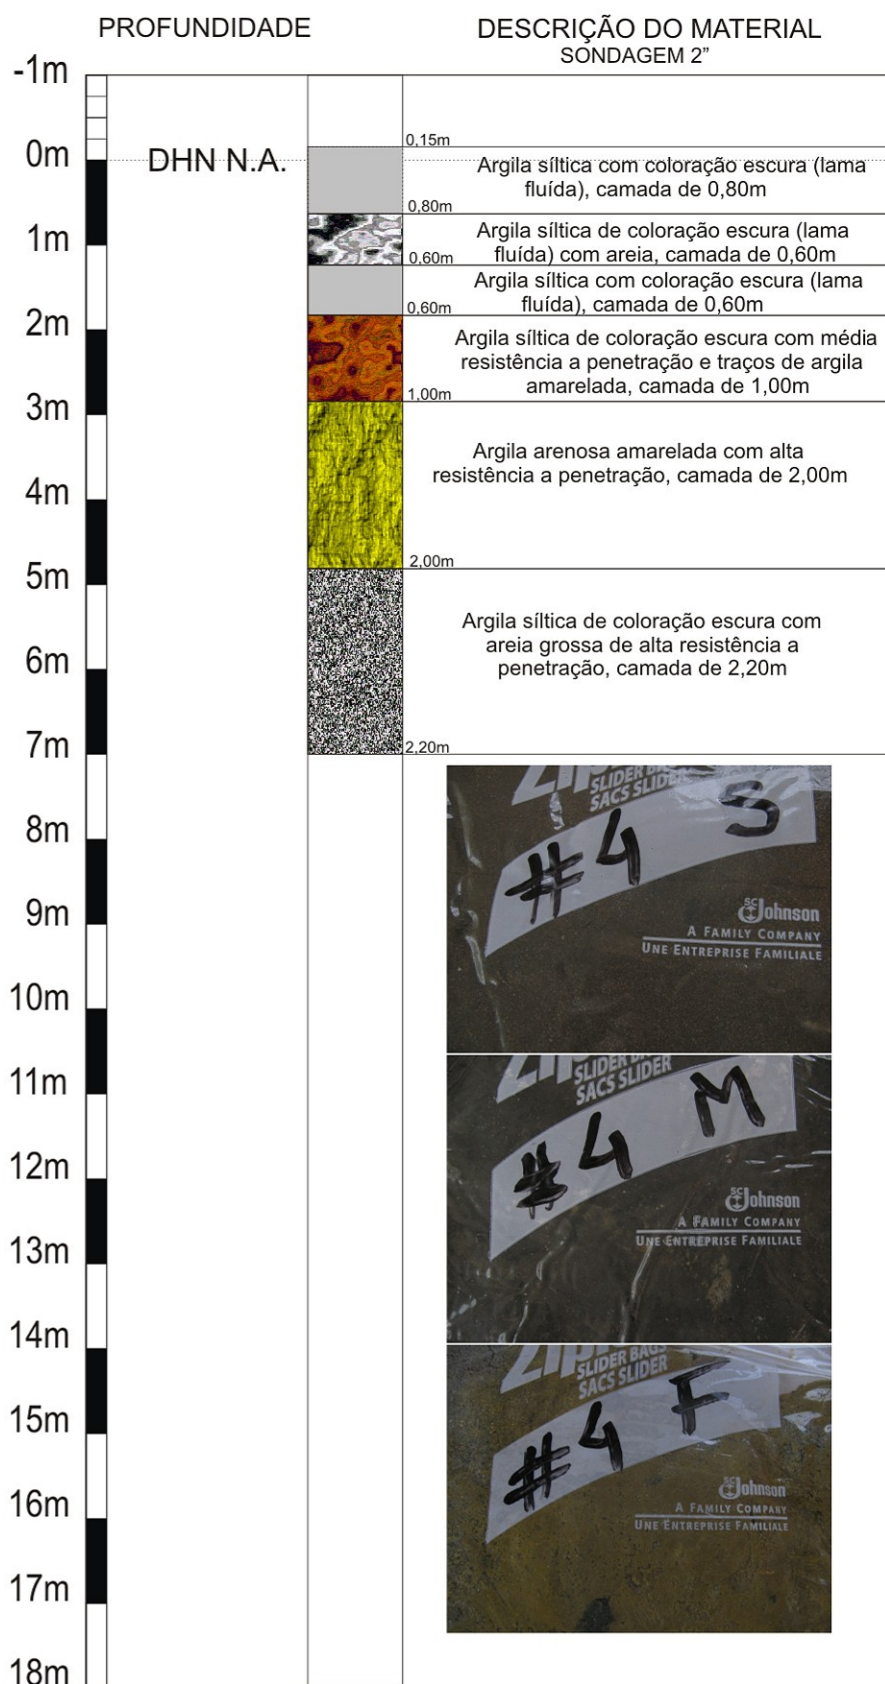 PROFUNDIDADE
DESCRIÇÃO DO MATERIAL
SONDAGEM 2”
-1m
0m
DHN N.A.
0,15m
Argila síltica com coloração escura (lama
fluída), camada de 0,80m
0,80m
1m
Argila síltica de coloração escura (lama
fluída) com areia, camada de 0,60m
0,60m
Argila síltica com coloração escura (lama
fluída), camada de 0,60m
0,60m
2m
Argila síltica de coloração escura com média
resistência a penetração e traços de argila
amarelada, camada de 1,00m
1,00m
3m
Argila arenosa amarelada com alta
resistência a penetração, camada de 2,00m
4m
2,00m
5m
Argila síltica de coloração escura com
areia grossa de alta resistência a
penetração, camada de 2,20m
6m
7m
2,20m
SLIDER BAGS
SACS SLIDER
#4 S
8m
SC Johnson
A FAMILY COMPANY
UNE ENTREPRISE FAMILIALE
9m
10m
11m
SLIDER BAGS
SACS SLIDER
#4 M
12m
SC Johnson
A FAMILY COMPANY
UNE ENTREPRISE FAMILIALE
13m
14m
SLIDER BAGS
SACS SLIDER
#4 F
15m
SC Johnson
A FAMILY COMPANY
UNE ENTREPRISE FAMILIALE
16m
17m
18m